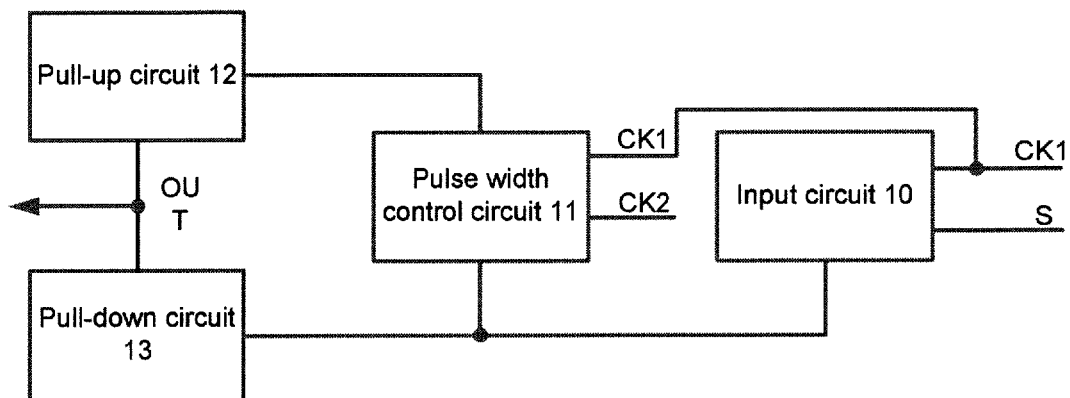 Pull-up circuit 12
CK1
CK1
Pulse width
control circuit 11
Input circuit 10
OU
T
CK2
S
Pull-down circuit
13